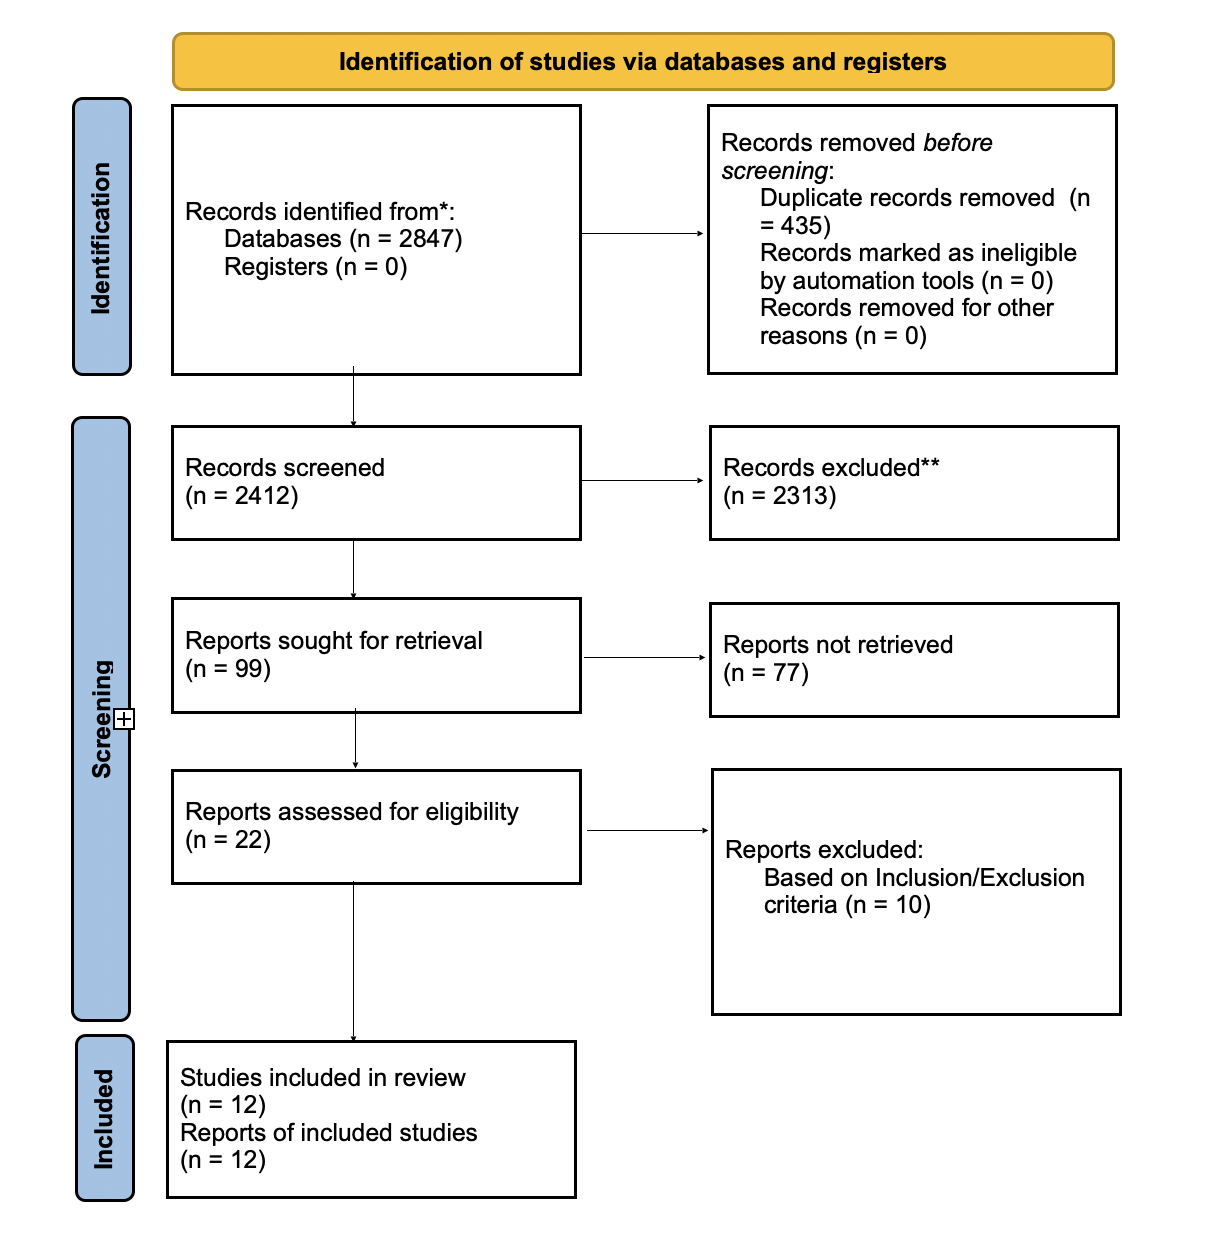 Identification of studies via databases and registers
Identification
Records identified from*:
Databases (n = 2847)
Registers (n = 0)
Records removed before
screening:
Duplicate records removed  (n
= 435)
Records marked as ineligible
by automation tools (n = 0)
Records removed for other
reasons (n = 0)
Screening
Records screened
(n = 2412)
Records excluded**
(n = 2313)
Reports sought for retrieval
(n = 99)
Reports not retrieved
(n = 77)
Reports assessed for eligibility
(n = 22)
Reports excluded:
Based on Inclusion/Exclusion
criteria (n = 10)
Included
Studies included in review
(n = 12)
Reports of included studies
(n = 12)